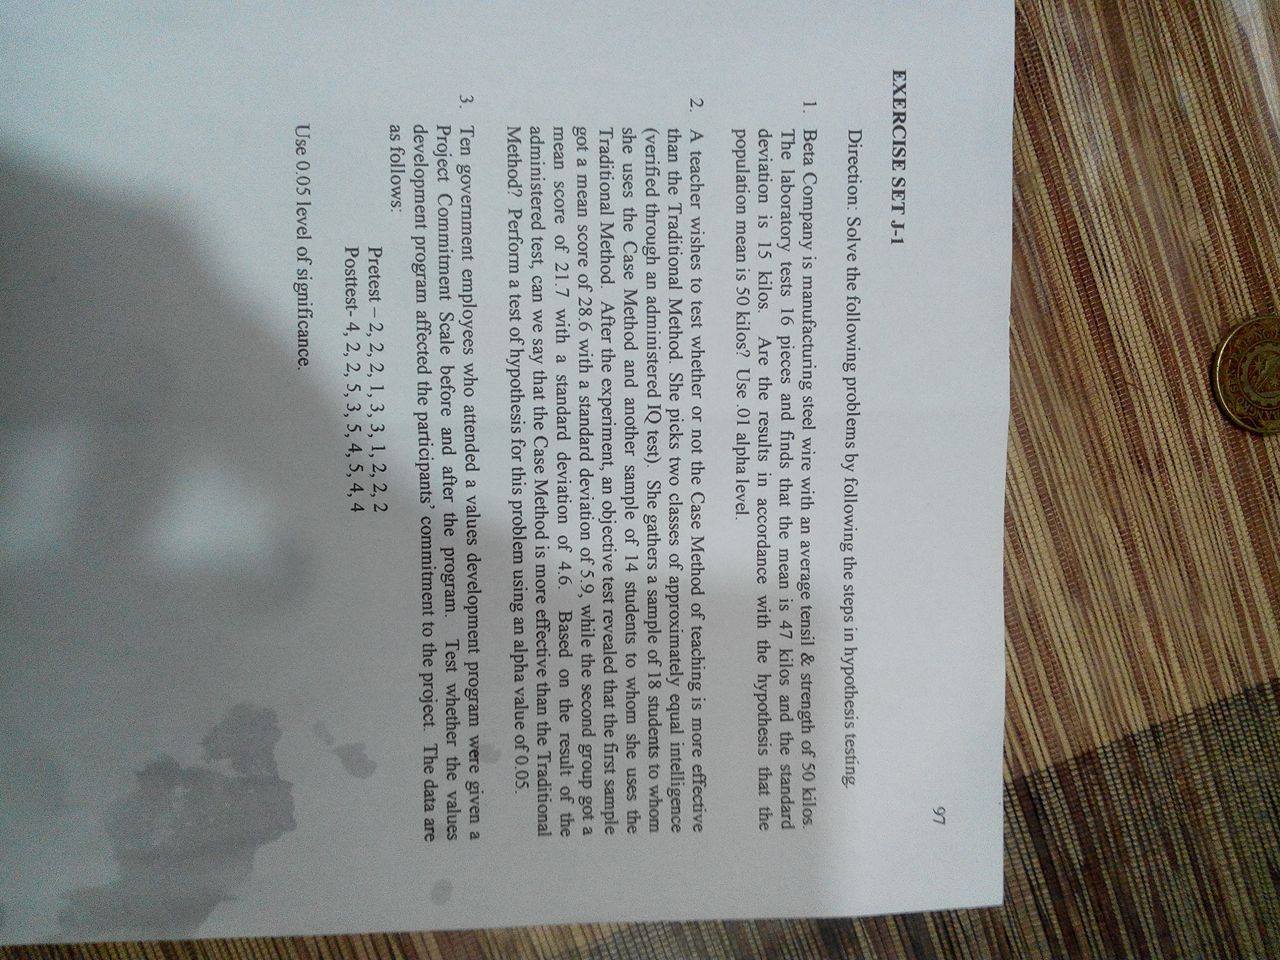 97
EXERCISE SET J-1
Direction: Solve the following problems by following the steps in hypothesis testing.
1. Beta Company is manufacturing steel wire with an average tensil & strength of 50 kilos.
The laboratory tests 16 pieces and finds that the mean is 47 kilos and the standard
deviation is 15 kilos. Are the results in accordance with the hypothesis that the
population mean is 50 kilos? Use .01 alpha level.
2. A teacher wishes to test whether or not the Case Method of teaching is more effective
than the Traditional Method. She picks two classes of approximately equal intelligence
(verified through an administered IQ test). She gathers a sample of 18 students to whom
she uses the Case Method and another sample of 14 students to whom she uses the
Traditional Method. After the experiment, an objective test revealed that the first sample
got a mean score of 28.6 with a standard deviation of 5.9, while the second group got a
mean score of 21.7 with a standard deviation of 4.6. Based on the result of the
administered test, can we say that the Case Method is more effective than the Traditional
Method? Perform a test of hypothesis for this problem using an alpha value of 0.05.
3. Ten government employees who attended a values development program were given a
Project Commitment Scale before and after the program. Test whether the values
development program affected the participants' commitment to the project. The data are
as follows:
Pretest – 2, 2, 2, 1, 3, 3, 1, 2, 2, 2
Posttest- 4, 2, 2, 5, 3, 5, 4, 5, 4, 4
Use 0.05 level of significance.